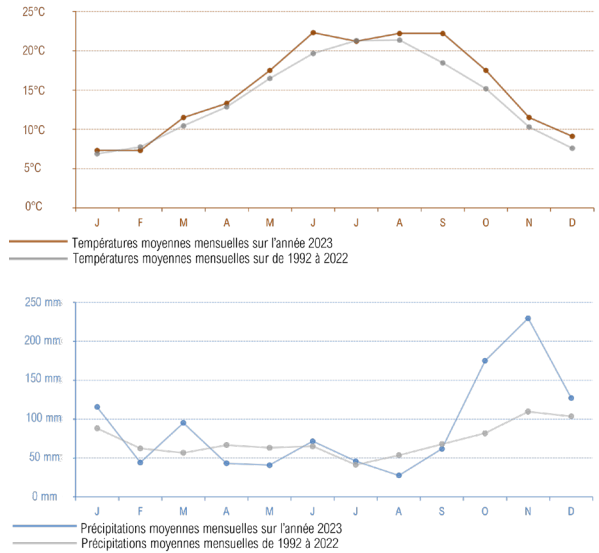 25°C
20°C
15°C
10°C
5°C
0°C
J F M A M J J A S O N D
Températures moyennes mensuelles sur l'année 2023
Températures moyennes mensuelles sur de 1992 à 2022
250 mm
200 mm
150 mm
100 mm
50 mm
0 mm
J F M A M J J A S O N D
Précipitations moyennes mensuelles sur l'année 2023
Précipitations moyennes mensuelles de 1992 à 2022